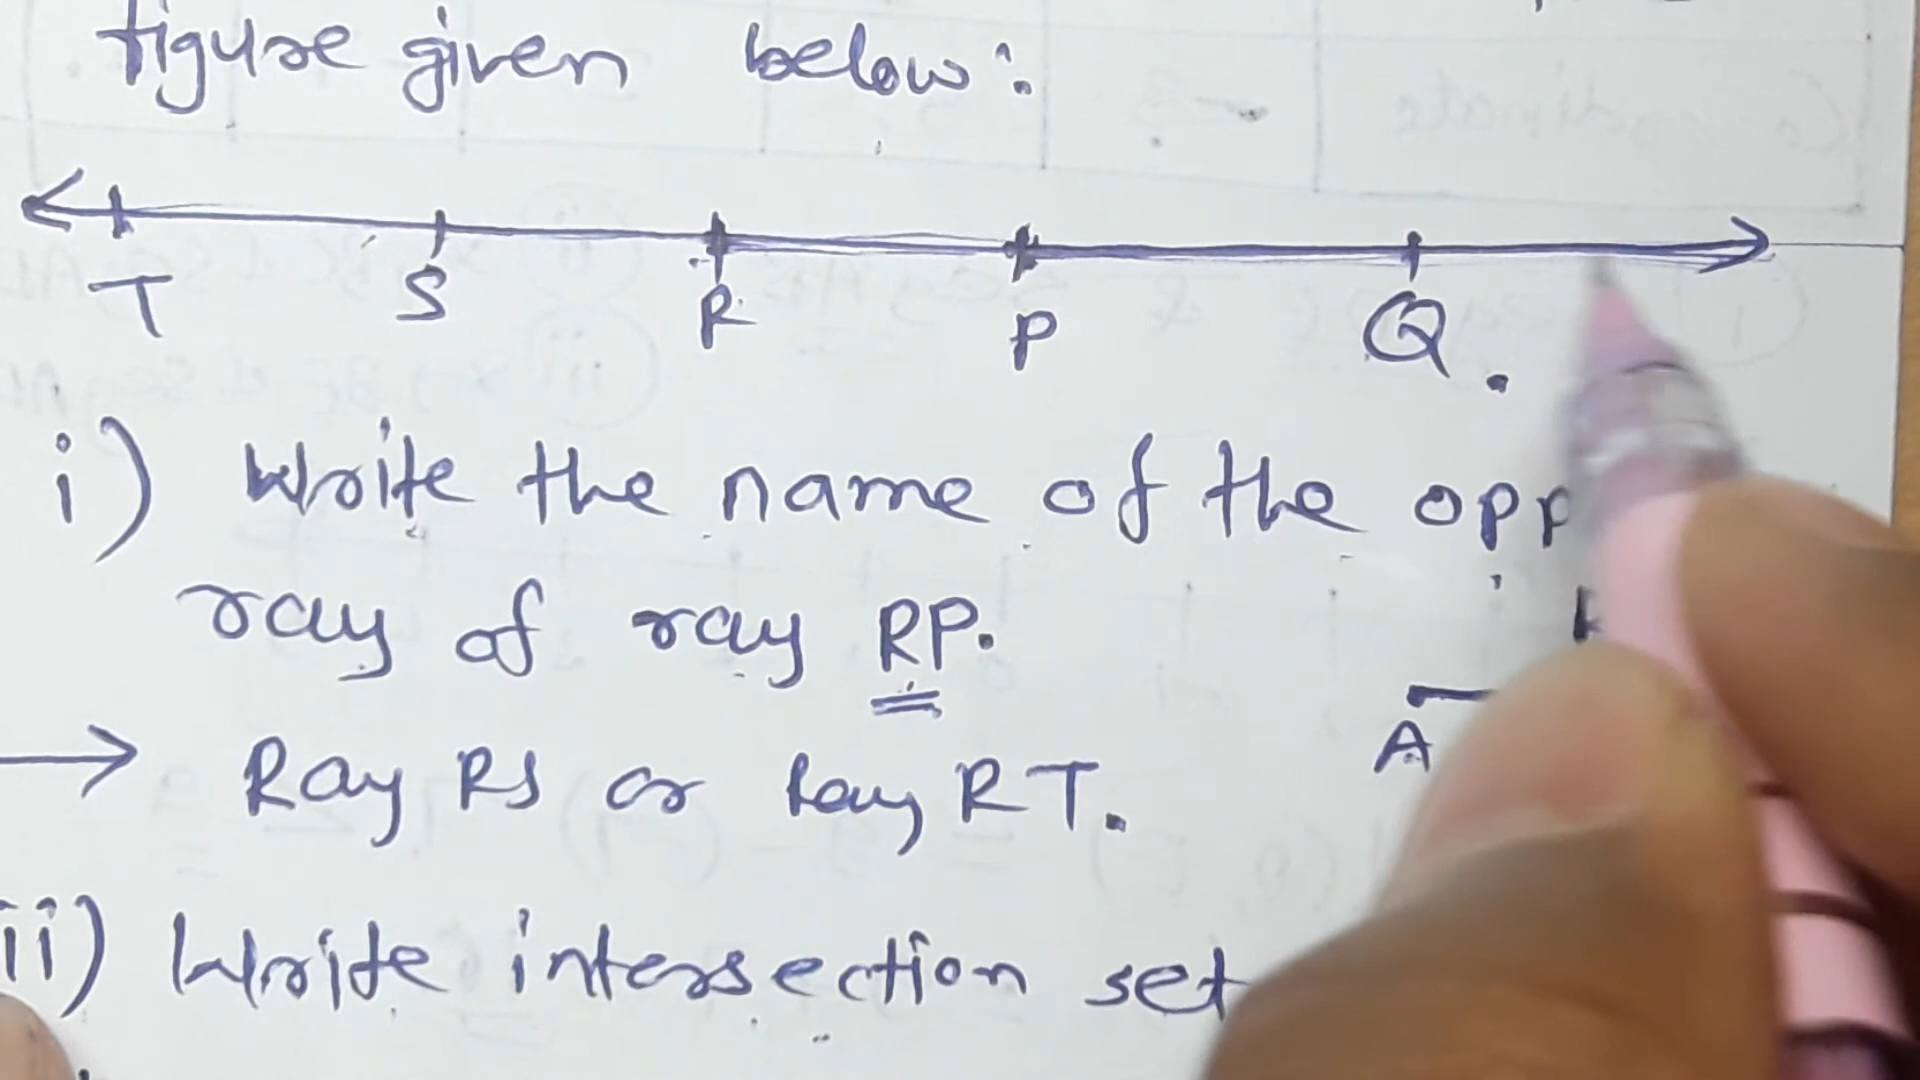 figure given below:
T S R P Q.
i) Write the name of the
ray of ray RP.
A
→ Ray RS or Ray RT.
ii) Write intersection set